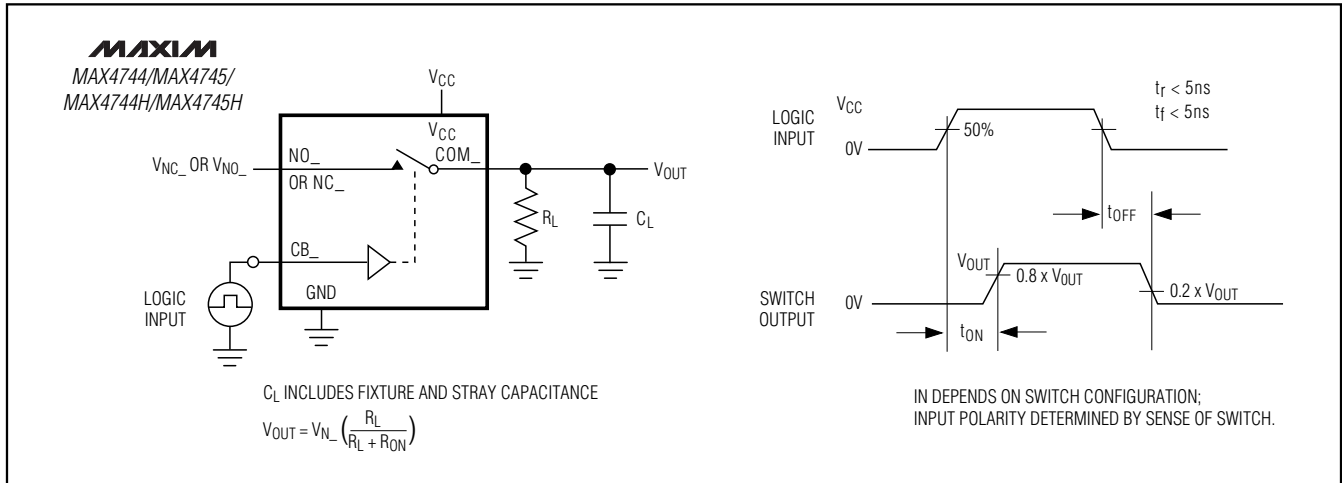 MAXIM
MAX4744/MAX4745/
MAX4744H/MAX4745H
VCC
VCC
VNC_ OR VNO_
NO_
OR NC_
COM_
VOUT
RL
CL
CB_
GND
LOGIC
INPUT
CL INCLUDES FIXTURE AND STRAY CAPACITANCE
VOUT = VN_ (RL / RL + RON)
LOGIC
INPUT
VCC
0V
50%
tr < 5ns
tf < 5ns
tOFF
SWITCH
OUTPUT
VOUT
0V
0.8 x VOUT
0.2 x VOUT
tON
IN DEPENDS ON SWITCH CONFIGURATION;
INPUT POLARITY DETERMINED BY SENSE OF SWITCH.